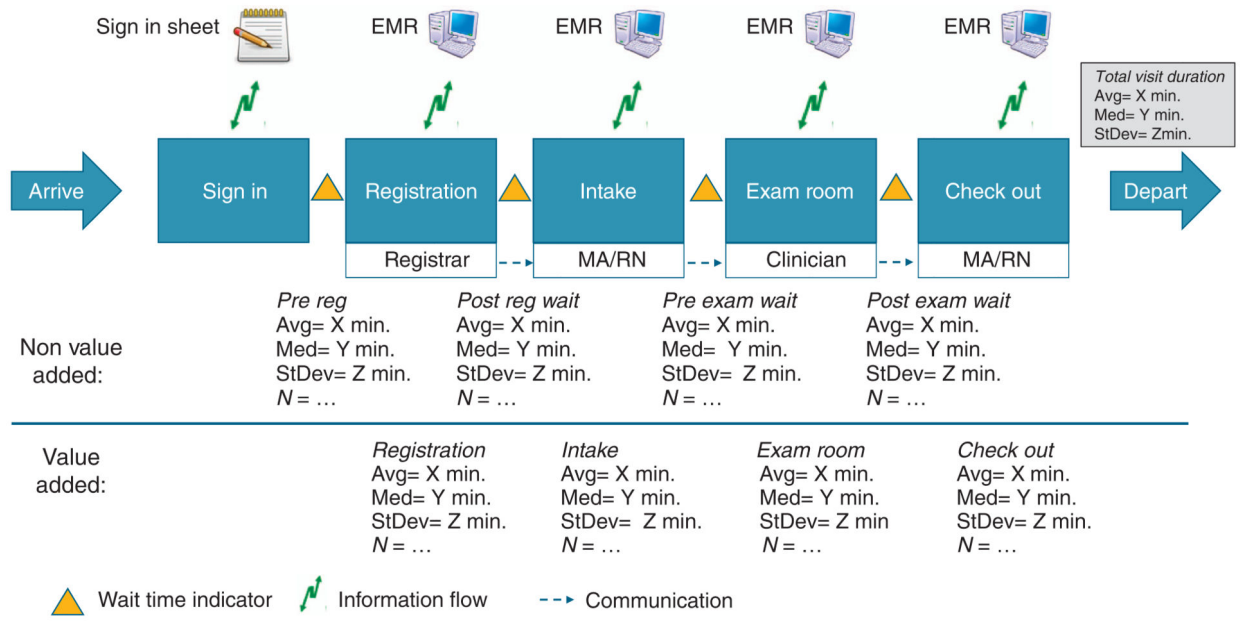 Sign in sheet
EMR
EMR
EMR
EMR
Total visit duration
Avg= X min.
Med= Y min.
StDev= Zmin.
Arrive
Sign in
Registration
Intake
Exam room
Check out
Depart
Registrar
MA/RN
Clinician
MA/RN
Non value
added:
Pre reg
Avg= X min.
Med= Y min.
StDev= Z min.
N = …
Post reg wait
Avg= X min.
Med= Y min.
StDev= Z min.
N = …
Pre exam wait
Avg= X min.
Med=  Y min.
StDev=  Z min.
N = …
Post exam wait
Avg= X min.
Med= Y min.
StDev= Z min.
N = …
Value
added:
Registration
Avg= X min.
Med= Y min.
StDev= Z min.
N = …
Intake
Avg= X min.
Med= Y min.
StDev=  Z min.
N = …
Exam room
Avg= X min.
Med= Y min.
StDev= Z min
N = …
Check out
Avg= X min.
Med= Y min.
StDev= Z min.
N = …
Wait time indicator
Information flow
Communication